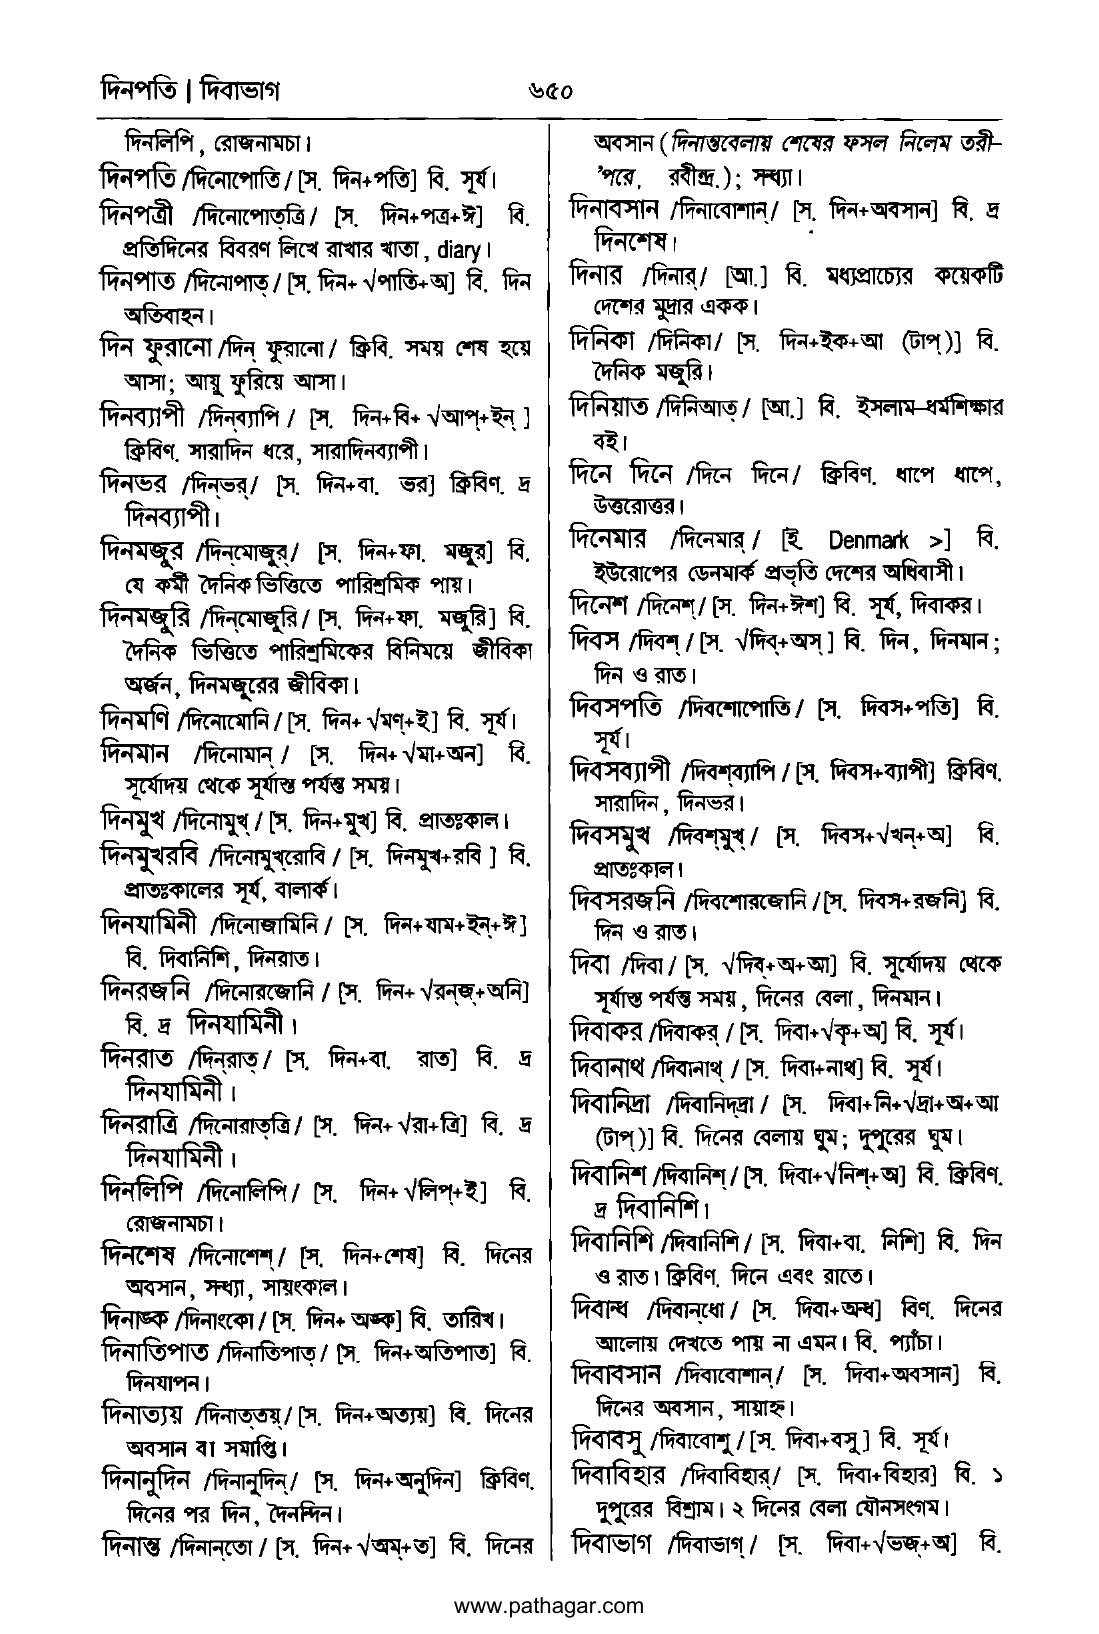 দিনপতি | দিবাভাগ
৬৫০
দিনলিপি, রোজনামচা।
দিনপতি /দিনোপোতি/ [স. দিন+পতি] বি. সূর্য।
দিনপত্রী /দিনোপোত্‌ত্রি/ [স. দিন+পত্র+ঈ] বি.
প্রতিদিনের বিবরণ লিখে রাখার খাতা, diary।
দিনপাত /দিনোপাত্‌/ [স. দিন+ √পাতি+অ] বি. দিন
অতিবাহন।
দিন ফুরানো /দিন্‌ ফুরানো/ ক্রিবি. সময় শেষ হয়ে
আসা; আয়ু ফুরিয়ে আসা।
দিনব্যাপী /দিন্‌ব্যাপি/ [স. দিন+বি+ √আপ্‌+ইন্‌ ]
ক্রিবিণ. সারাদিন ধরে, সারাদিনব্যাপী।
দিনভর /দিন্‌ভর্‌/ [স. দিন+বা. ভর] ক্রিবিণ. দ্র
দিনব্যাপী।
দিনমজুর /দিন্‌মোজুর্‌/ [স. দিন+ফা. মজুর] বি.
যে কর্মী দৈনিক ভিত্তিতে পারিশ্রমিক পায়।
দিনমজুরি /দিন্‌মোজুরি/ [স. দিন+ফা. মজুরি] বি.
দৈনিক ভিত্তিতে পারিশ্রমিকের বিনিময়ে জীবিকা
অর্জন, দিনমজুরের জীবিকা।
দিনমণি /দিনোমোনি/ [স. দিন+ √মণ্‌+ই] বি. সূর্য।
দিনমান /দিনোমান্‌ / [স. দিন+ √মা+অন] বি.
সূর্যোদয় থেকে সূর্যাস্ত পর্যন্ত সময়।
দিনমুখ /দিনোমুখ্‌ / [স. দিন+মুখ] বি. প্রাতঃকাল।
দিনমুখরবি /দিনোমুখ্‌রোবি / [স. দিনমুখ+রবি ] বি.
প্রাতঃকালের সূর্য, বালার্ক।
দিনযামিনী /দিনোজামিনি / [স. দিন+যাম+ইন্‌+ঈ]
বি. দিবানিশি, দিনরাত।
দিনরজনি /দিনোরজোনি / [স. দিন+ √রন্‌জ্‌+অনি]
বি. দ্র দিনযামিনী।
দিনরাত /দিন্‌রাত্‌/ [স. দিন+বা. রাত] বি. দ্র
দিনযামিনী।
দিনরাত্রি /দিনোরাত্‌ত্রি/ [স. দিন+ √রা+ত্রি] বি. দ্র
দিনযামিনী।
দিনলিপি /দিনোলিপি/ [স. দিন+ √লিপ্‌+ই] বি.
রোজনামচা।
দিনশেষ /দিনোশেশ্‌/ [স. দিন+শেষ] বি. দিনের
অবসান, সন্ধ্যা, সায়ংকাল।
দিনাঙ্ক /দিনাংকো/ [স. দিন+ অঙ্ক] বি. তারিখ।
দিনাতিপাত /দিনাতিপাত্‌/ [স. দিন+অতিপাত] বি.
দিনযাপন।
দিনাত্যয় /দিনাত্‌তয়্‌/ [স. দিন+অত্যয়] বি. দিনের
অবসান বা সমাপ্তি।
দিনানুদিন /দিনানুদিন্‌/ [স. দিন+অনুদিন] ক্রিবিণ.
দিনের পর দিন, দৈনন্দিন।
দিনান্ত /দিনান্‌তো / [স. দিন+ √অম্‌+ত] বি. দিনের
অবসান ( দিনান্তবেলায় শেষের ফসল নিলেম তরী-
'পরে, রবীন্দ্র.); সন্ধ্যা।
দিনাবসান /দিনাবোশান্‌/ [স. দিন+অবসান] বি. দ্র
দিনশেষ।
দিনার /দিনার্‌/ [আ.] বি. মধ্যপ্রাচ্যের কয়েকটি
দেশের মুদ্রার একক।
দিনিকা /দিনিকা/ [স. দিন+ইক+আ (টাপ্‌)] বি.
দৈনিক মজুরি।
দিনিয়াত /দিনিআত্‌/ [আ.] বি. ইসলাম-ধর্মশিক্ষার
বই।
দিনে দিনে /দিনে দিনে/ ক্রিবিণ. ধাপে ধাপে,
উত্তরোত্তর।
দিনেমার /দিনেমার্‌/ [ই. Denmark >] বি.
ইউরোপের ডেনমার্ক প্রভৃতি দেশের অধিবাসী।
দিনেশ /দিনেশ্‌/ [স. দিন+ঈশ] বি. সূর্য, দিবাকর।
দিবস /দিবশ্‌/ [স. √দিব্‌+অস্‌ ] বি. দিন, দিনমান;
দিন ও রাত।
দিবসপতি /দিবশোপোতি/ [স. দিবস+পতি] বি.
সূর্য।
দিবসব্যাপী /দিবশ্‌ব্যাপি / [স. দিবস+ব্যাপী] ক্রিবিণ.
সারাদিন, দিনভর।
দিবসমুখ /দিবশ্‌মুখ্‌/ [স. দিবস+√খন্‌+অ] বি.
প্রাতঃকাল।
দিবসরজনি /দিবশোরজোনি /[স. দিবস+রজনি] বি.
দিন ও রাত।
দিবা /দিবা/ [স. √দিব্‌+অ+আ] বি. সূর্যোদয় থেকে
সূর্যাস্ত পর্যন্ত সময়, দিনের বেলা, দিনমান।
দিবাকর /দিবাকর্‌ / [স. দিবা+√কৃ+অ] বি. সূর্য।
দিবানাথ /দিবানাথ্‌ / [স. দিবা+নাথ] বি. সূর্য।
দিবানিদ্রা /দিবানিদ্‌দ্রা/ [স. দিবা+নি+√দ্রা+অ+আ
(টাপ্‌)] বি. দিনের বেলায় ঘুম; দুপুরের ঘুম।
দিবানিশ /দিবানিশ্‌/ [স. দিবা+√নিশ্‌+অ] বি. ক্রিবিণ.
দ্র দিবানিশি।
দিবানিশি /দিবানিশি/ [স. দিবা+বা. নিশি] বি. দিন
ও রাত। ক্রিবিণ. দিনে এবং রাতে।
দিবান্ধ /দিবান্‌ধো/ [স. দিবা+অন্ধ] বিণ. দিনের
আলোয় দেখতে পায় না এমন। বি. প্যাঁচা।
দিবাবসান /দিবাবোশান্‌/ [স. দিবা+অবসান] বি.
দিনের অবসান, সায়াহ্ন।
দিবাবসু /দিবাবোশু/ [স. দিবা+বসু ] বি. সূর্য।
দিবাবিহার /দিবাবিহার্‌/ [স. দিবা+বিহার] বি. ১
দুপুরের বিশ্রাম। ২ দিনের বেলা যৌনসংগম।
দিবাভাগ /দিবাভাগ্‌/ [স. দিবা+√ভজ্‌+অ] বি.
www.pathagar.com